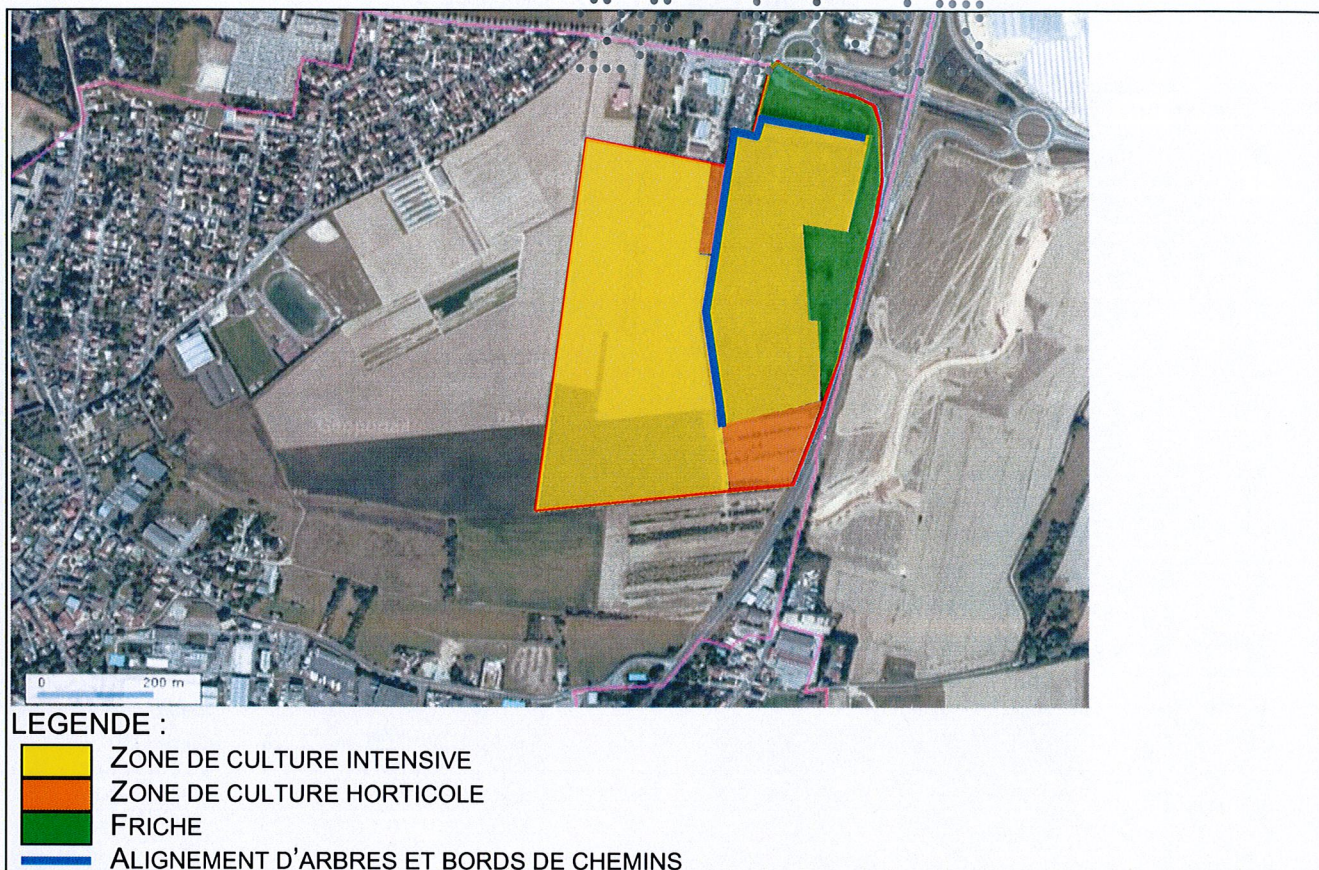 0 200 m
LEGENDE :
ZONE DE CULTURE INTENSIVE
ZONE DE CULTURE HORTICOLE
FRICHE
ALIGNEMENT D'ARBRES ET BORDS DE CHEMINS